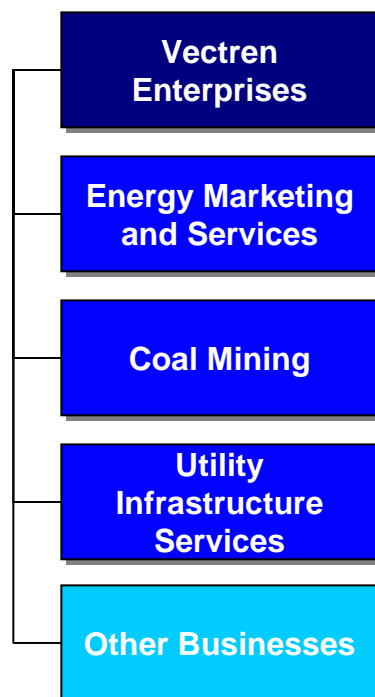 Vectren
Enterprises
Energy Marketing
and Services
Coal Mining
Utility
Infrastructure
Services
Other Businesses